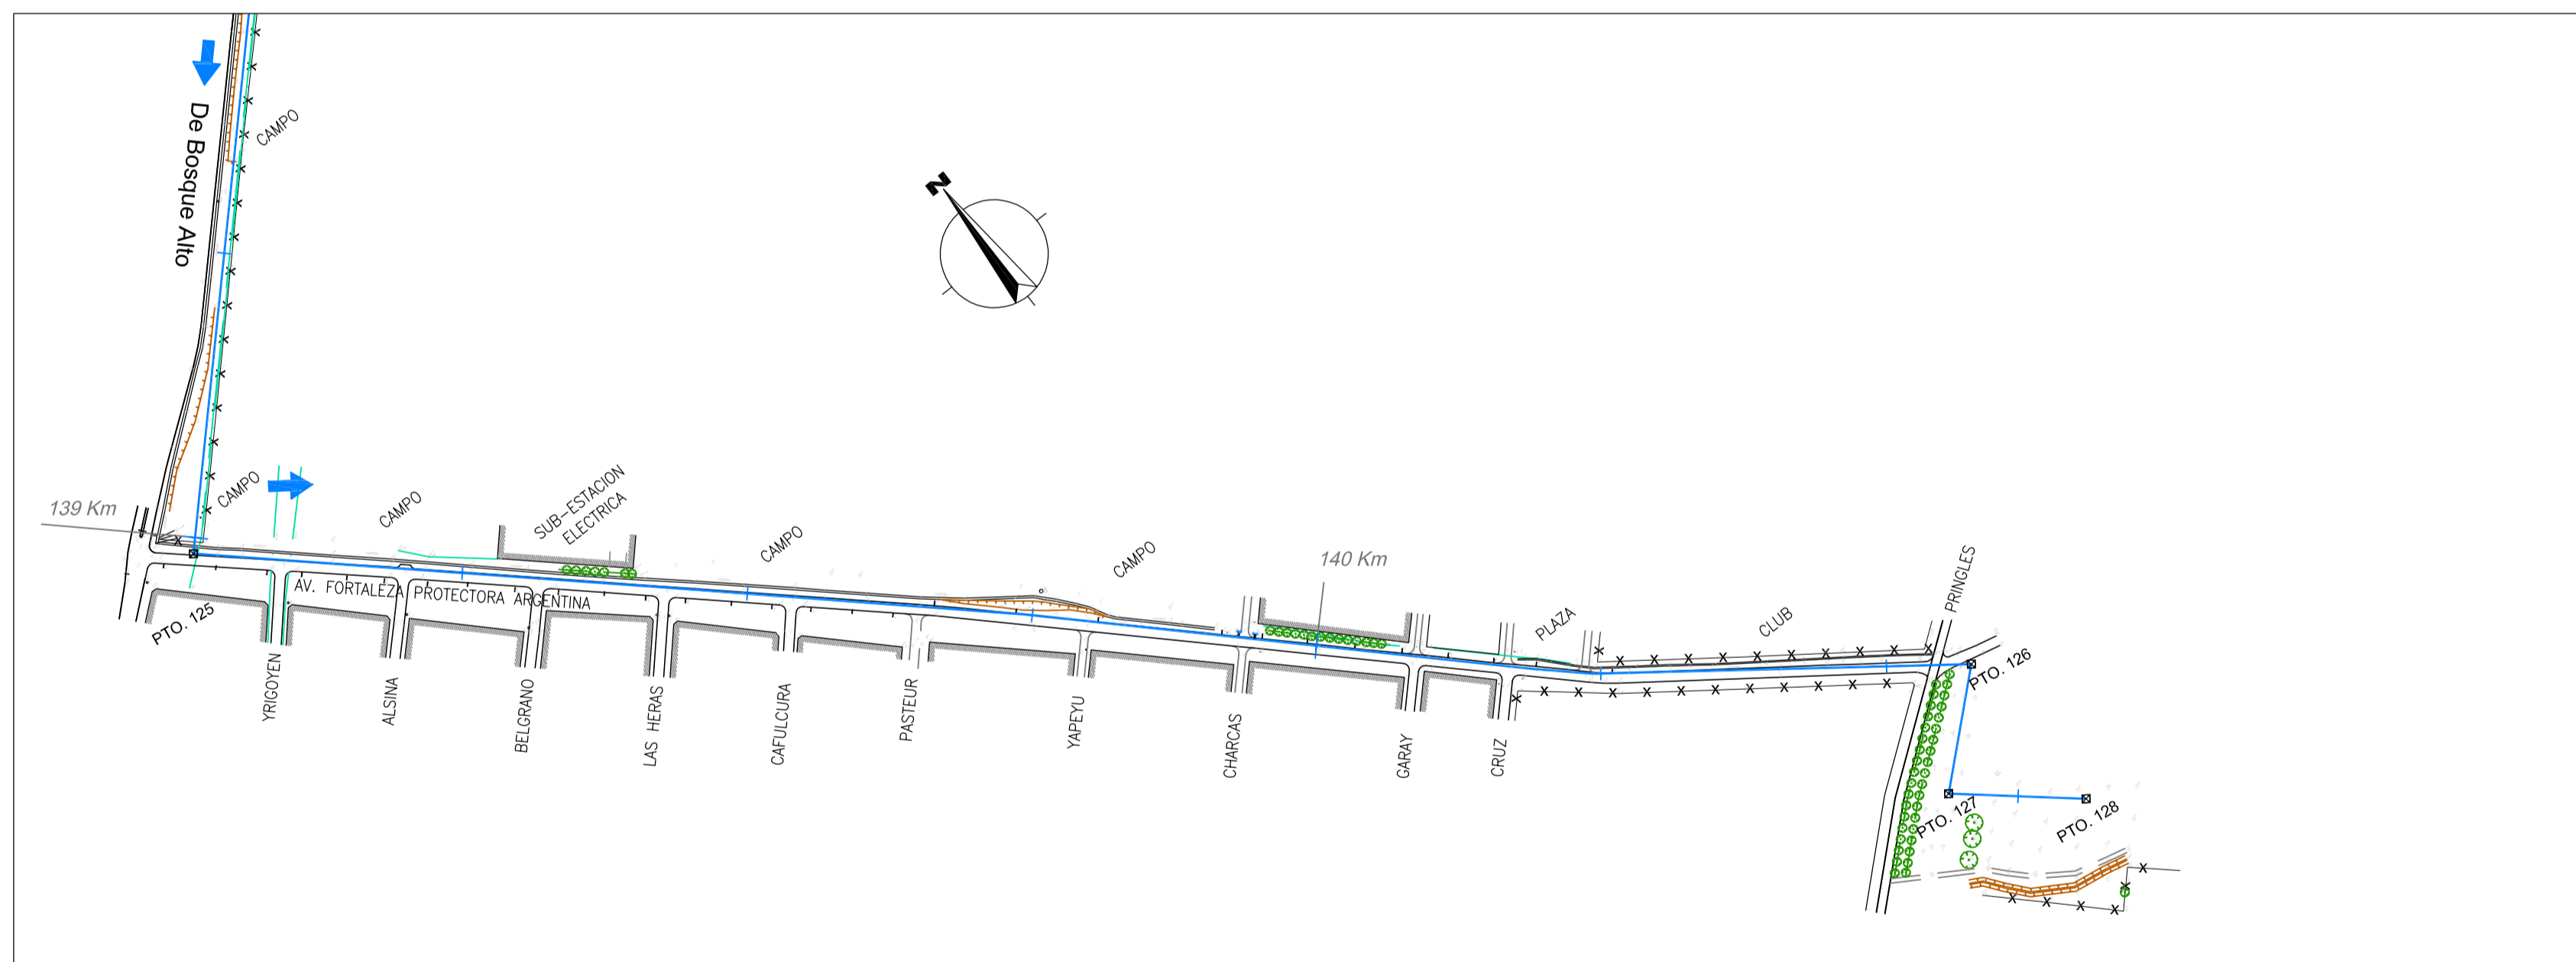 De Bosque Alto
CAMPO
N
139 Km
CAMPO
CAMPO
SUB-ESTACION
ELECTRICA
CAMPO
CAMPO
140 Km
PLAZA
CLUB
PRINGLES
AV. FORTALEZA PROTECTORA ARGENTINA
PTO. 125
PTO. 126
YRIGOYEN
ALSINA
BELGRANO
LAS HERAS
CAFULCURA
PASTEUR
YAPEYU
CHARCAS
GARAY
CRUZ
PTO. 127
PTO. 128